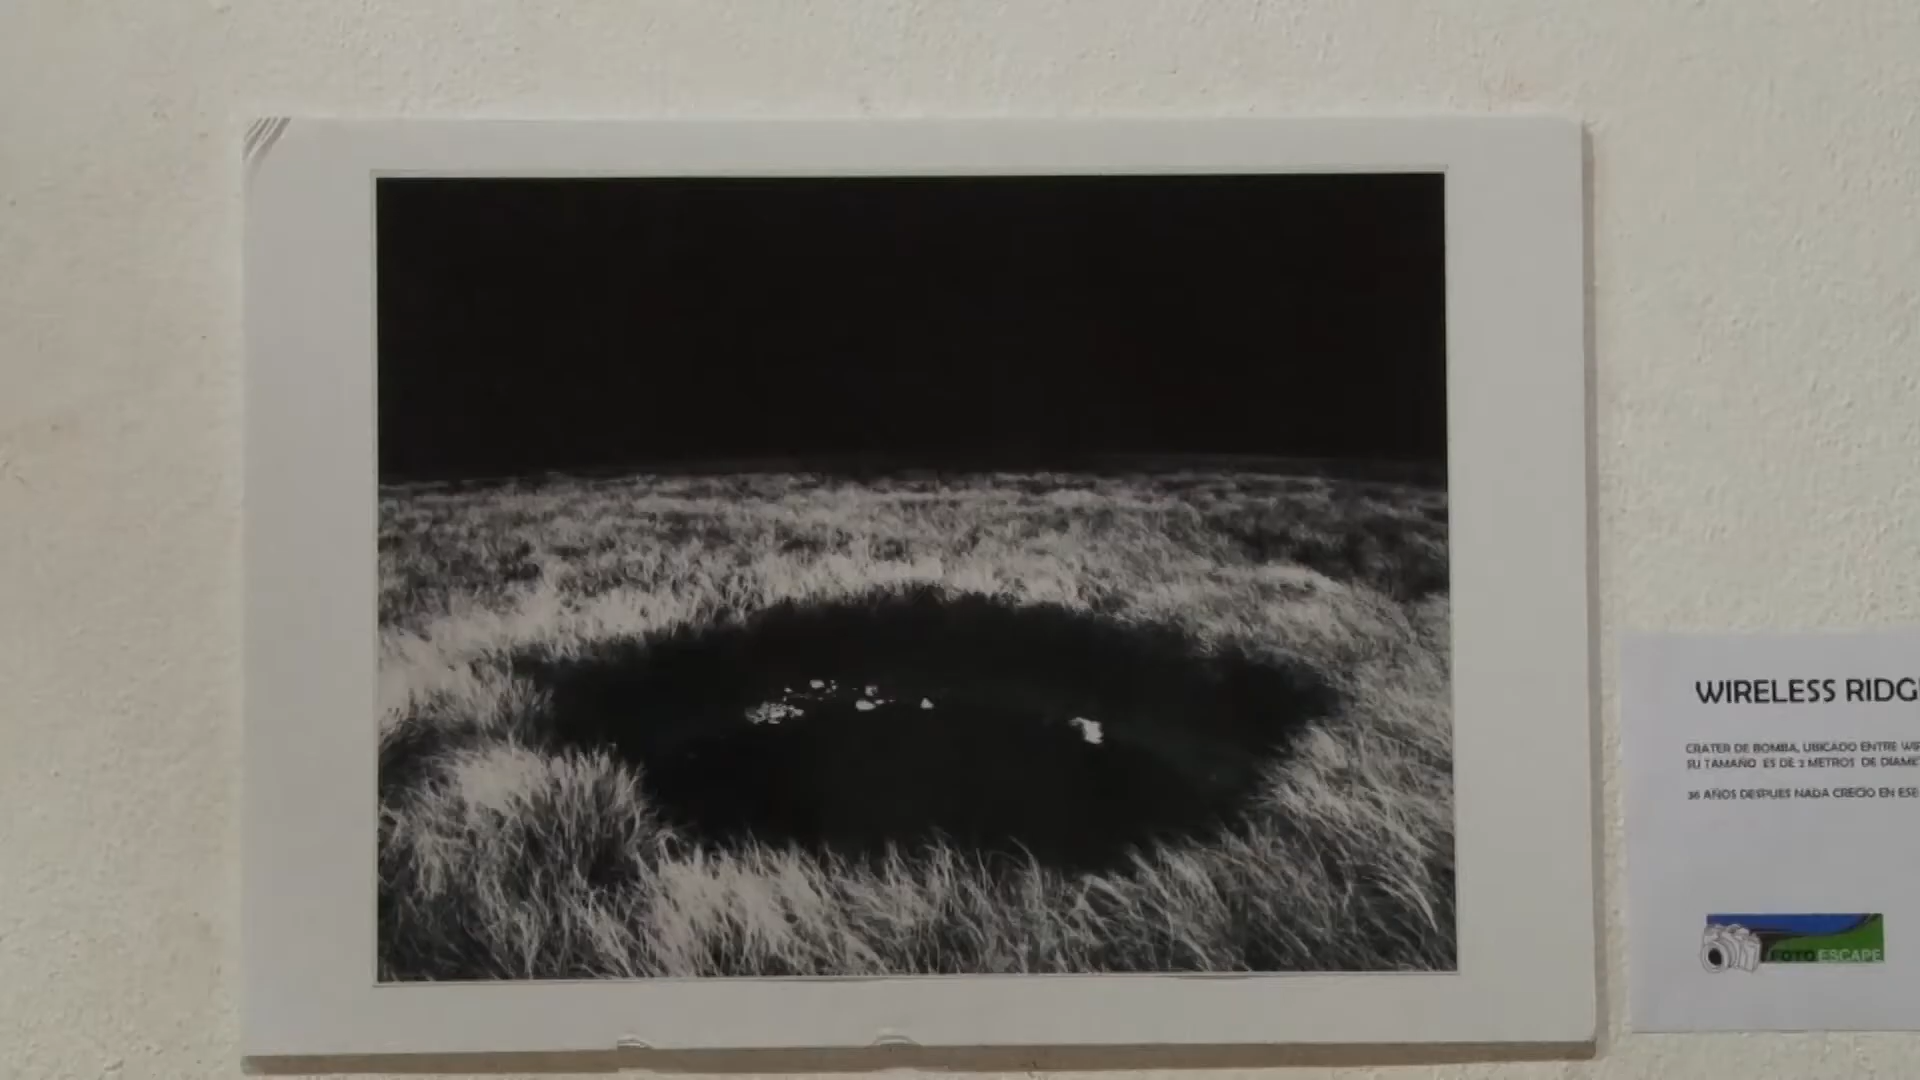 WIRELESS RIDG
CRATER DE BOMBA, UBICADO ENTRE
SU TAMAÑO ES DE 2 METROS DE DIAME
36 AÑOS DESPUES NADA CRECIO EN ESE
FOTO ESCAPE